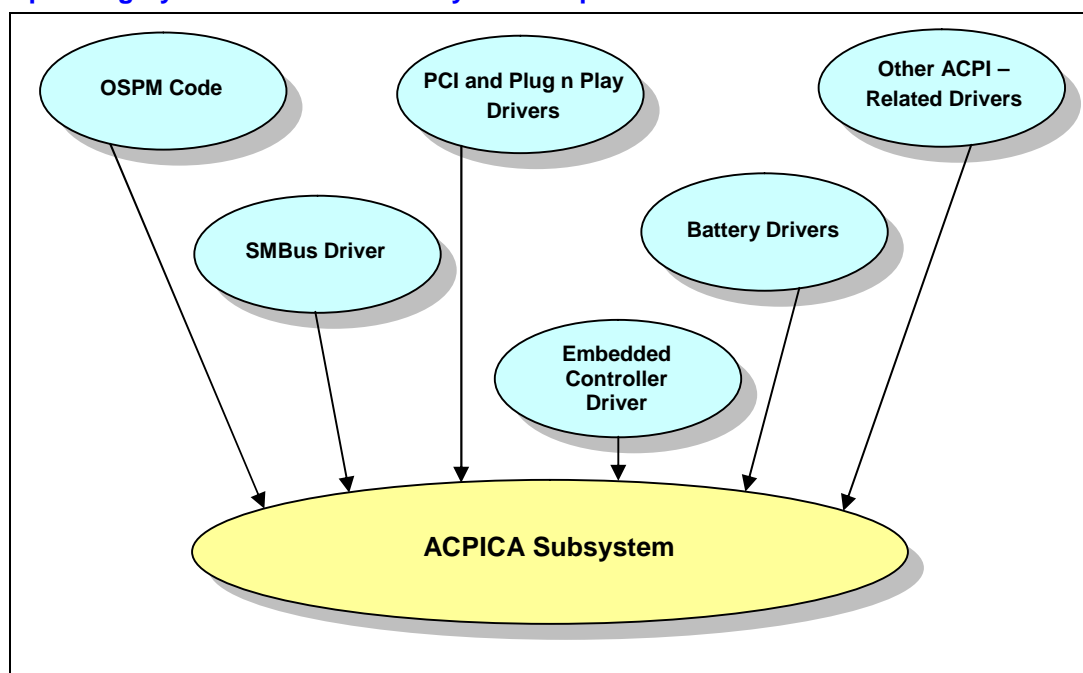 OSPM Code
PCI and Plug n Play
Drivers
Other ACPI –
Related Drivers
SMBus Driver
Battery Drivers
Embedded
Controller
Driver
ACPICA Subsystem